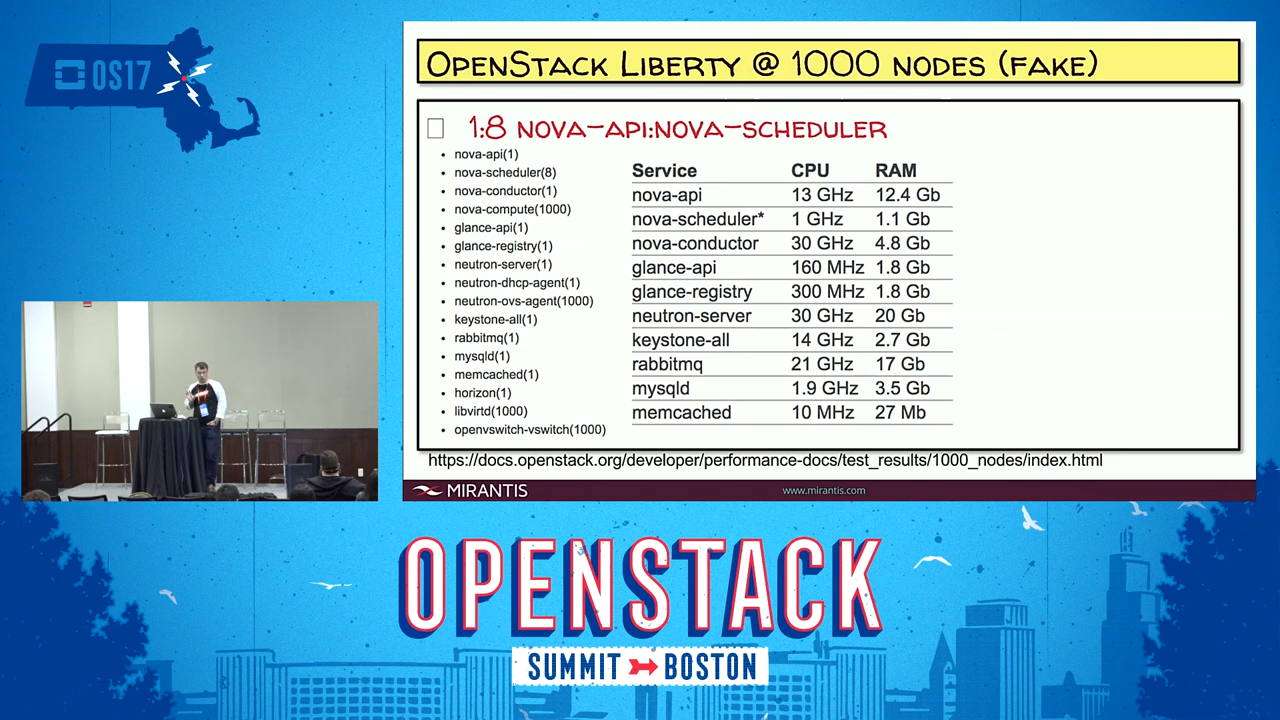 OS17
OPENSTACK LIBERTY @ 1000 NODES (FAKE)
1:8 NOVA-API:NOVA-SCHEDULER
• nova-api(1)
• nova-scheduler(8)
• nova-conductor(1)
• nova-compute(1000)
• glance-api(1)
• glance-registry(1)
• neutron-server(1)
• neutron-dhcp-agent(1)
• neutron-ovs-agent(1000)
• keystone-all(1)
• rabbitmq(1)
• mysqld(1)
• memcached(1)
• horizon(1)
• libvirtd(1000)
• openvswitch-vswitch(1000)
Service CPU RAM
nova-api 13 GHz 12.4 Gb
nova-scheduler* 1 GHz 1.1 Gb
nova-conductor 30 GHz 4.8 Gb
glance-api 160 MHz 1.8 Gb
glance-registry 300 MHz 1.8 Gb
neutron-server 30 GHz 20 Gb
keystone-all 14 GHz 2.7 Gb
rabbitmq 21 GHz 17 Gb
mysqld 1.9 GHz 3.5 Gb
memcached 10 MHz 27 Mb
https://docs.openstack.org/developer/performance-docs/test_results/1000_nodes/index.html
MIRANTIS
www.mirantis.com
OPENSTACK
SUMMIT BOSTON